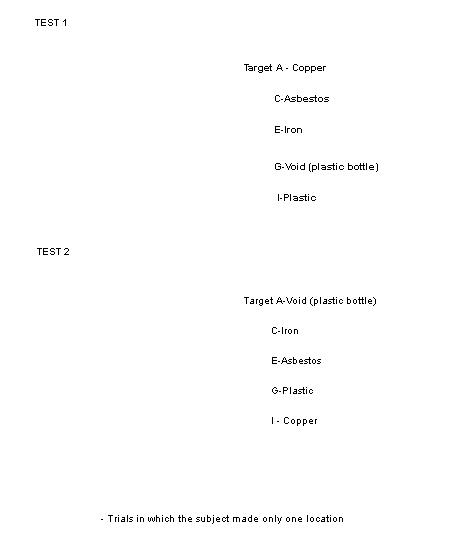 TEST 1
Target A - Copper
C-Asbestos
E-Iron
G-Void (plastic bottle)
I-Plastic
TEST 2
Target A-Void (plastic bottle)
C-Iron
E-Asbestos
G-Plastic
I - Copper
- Trials in which the subject made only one location